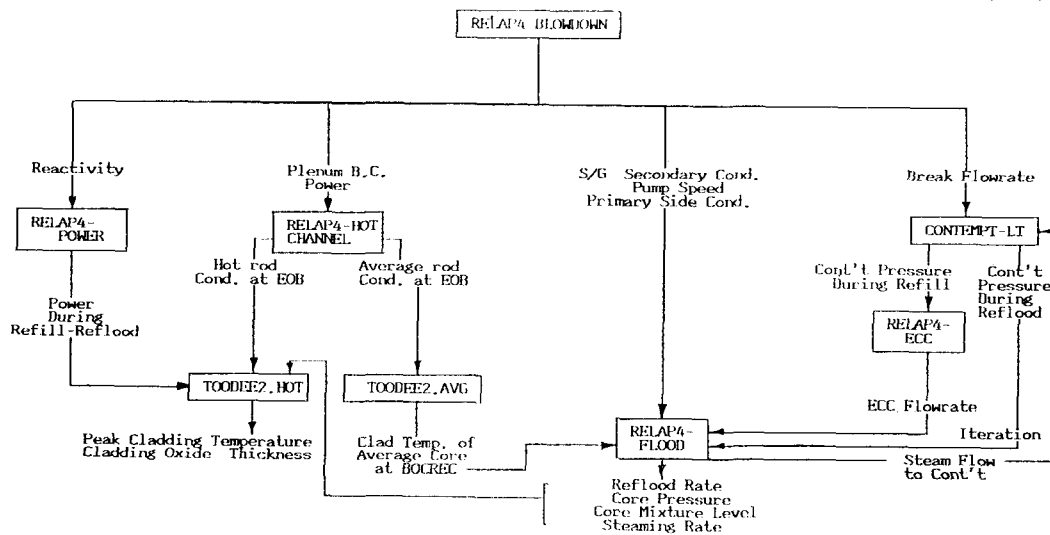 RELAP4 BLOWDOWN
Reactivity
Plenum B.C.
Power
S/G Secondary Cond.
Pump Speed
Primary Side Cond.
Break Flowrate
RELAP4-
POWER
RELAP4-HOT
CHANNEL
CONTEMPT-LT
Hot rod
Cond. at EOB
Average rod
Cond. at EOB
Cont't Pressure
During Refill
Cont't
Pressure
During
Reflood
Power
During
Refill-Reflood
RELAP4-
ECC
TOODEE2.HOT
TOODEE2.AVG
ECC Flowrate
Peak Cladding Temperature
Cladding Oxide Thickness
Clad Temp. of
Average Core
at BOCREC
RELAP4-
FLOOD
Iteration
Steam Flow
to Cont't
Reflood Rate
Core Pressure
Core Mixture Level
Steaming Rate